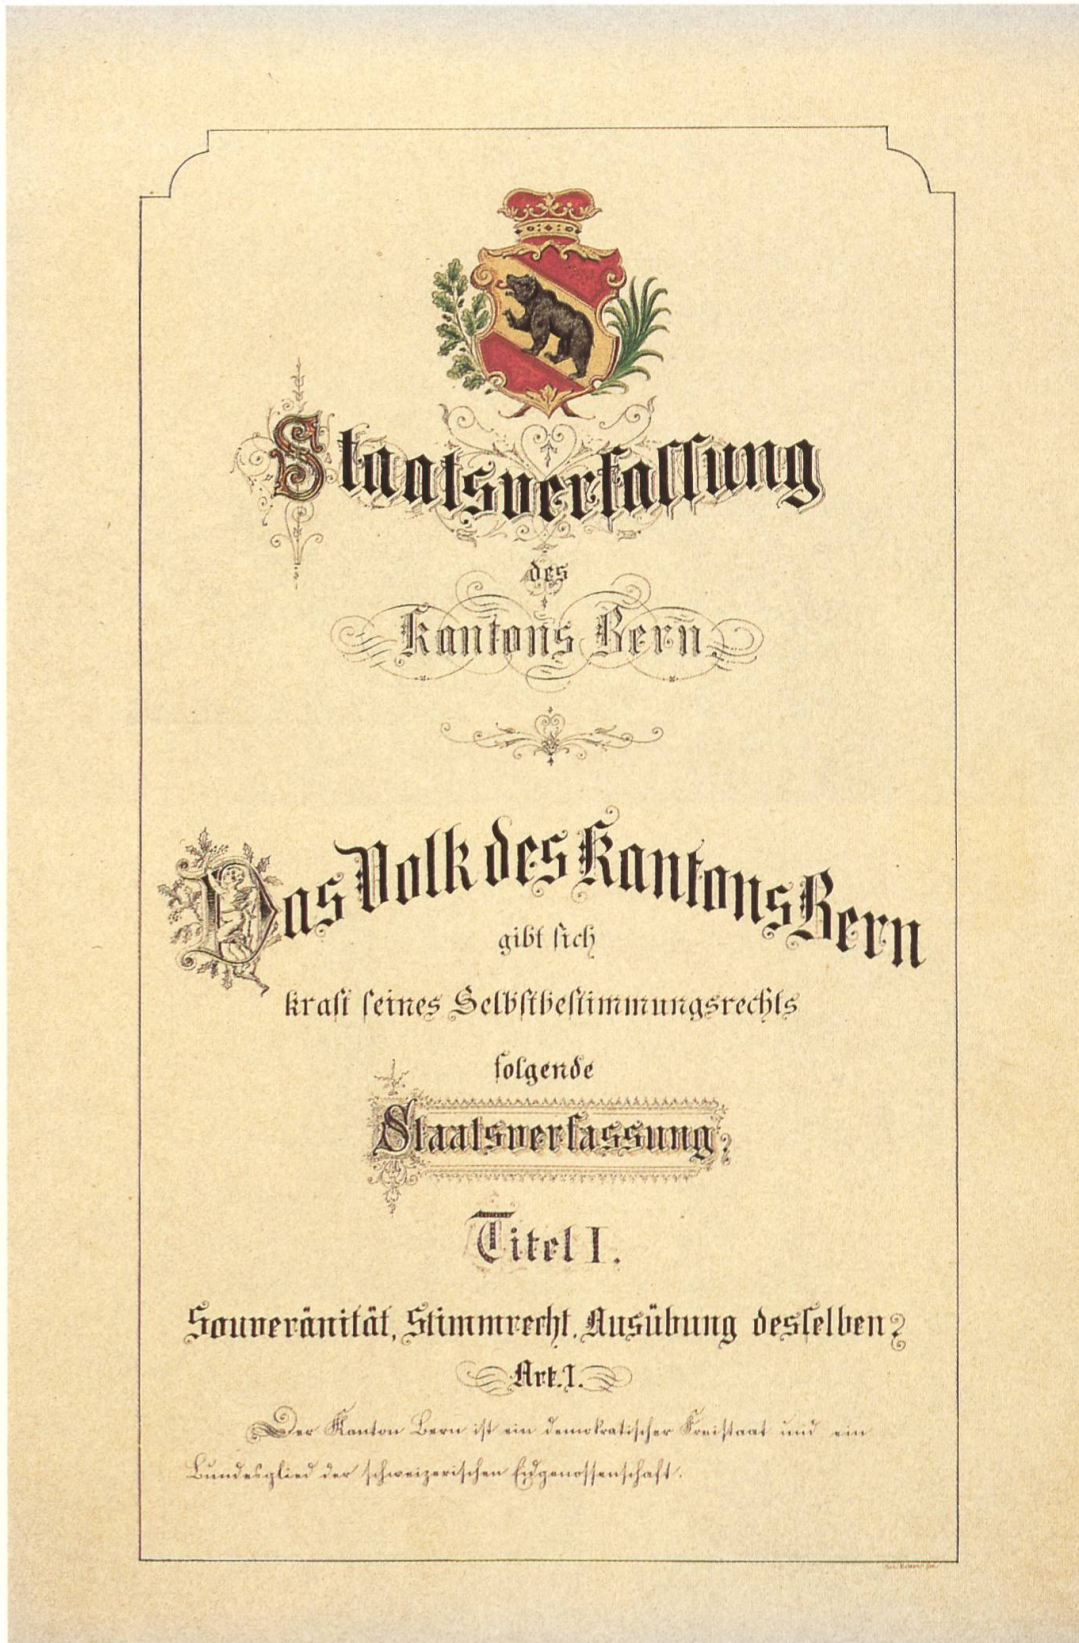 Staatsverfassung
des
Kantons Bern.
Das Volk des Kantons Bern
gibt sich
kraft seines Selbstbestimmungsrechts
folgende
Staatsverfassung:
Titel I.
Souveränität, Stimmrecht, Ausübung desselben.
Art. 1.
Der Kanton Bern ist ein demokratischer Freistaat und ein
Bundesglied der schweizerischen Eidgenossenschaft.